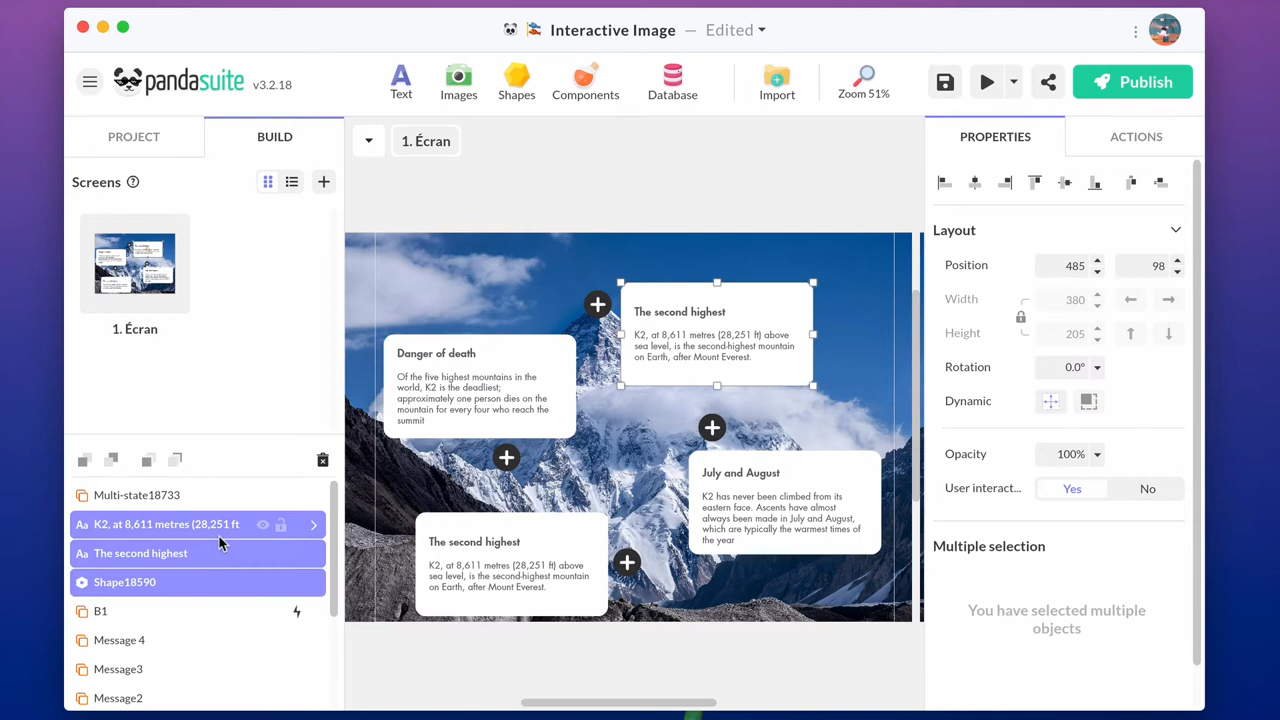 Interactive Image — Edited
pandasuite v3.2.18
Text
Images
Shapes
Components
Database
Import
Zoom 51%
Publish
PROJECT
BUILD
1. Écran
PROPERTIES
ACTIONS
Screens
1. Écran
Layout
Position 485 98
Width 380
Height 205
Rotation 0.0°
Dynamic
Opacity 100%
User interact... Yes No
Multiple selection
You have selected multiple
objects
Multi-state18733
Aa K2, at 8,611 metres (28,251 ft
Aa The second highest
Shape18590
B1
Message 4
Message3
Message2
The second highest
K2, at 8,611 metres (28,251 ft) above
sea level, is the second-highest mountain
on Earth, after Mount Everest.
Danger of death
Of the five highest mountains in the
world, K2 is the deadliest;
approximately one person dies on the
mountain for every four who reach the
summit
July and August
K2 has never been climbed from its
eastern face. Ascents have almost
always been made in July and August,
which are typically the warmest times of
the year
The second highest
K2, at 8,611 metres (28,251 ft) above
sea level, is the second-highest mountain
on Earth, after Mount Everest.